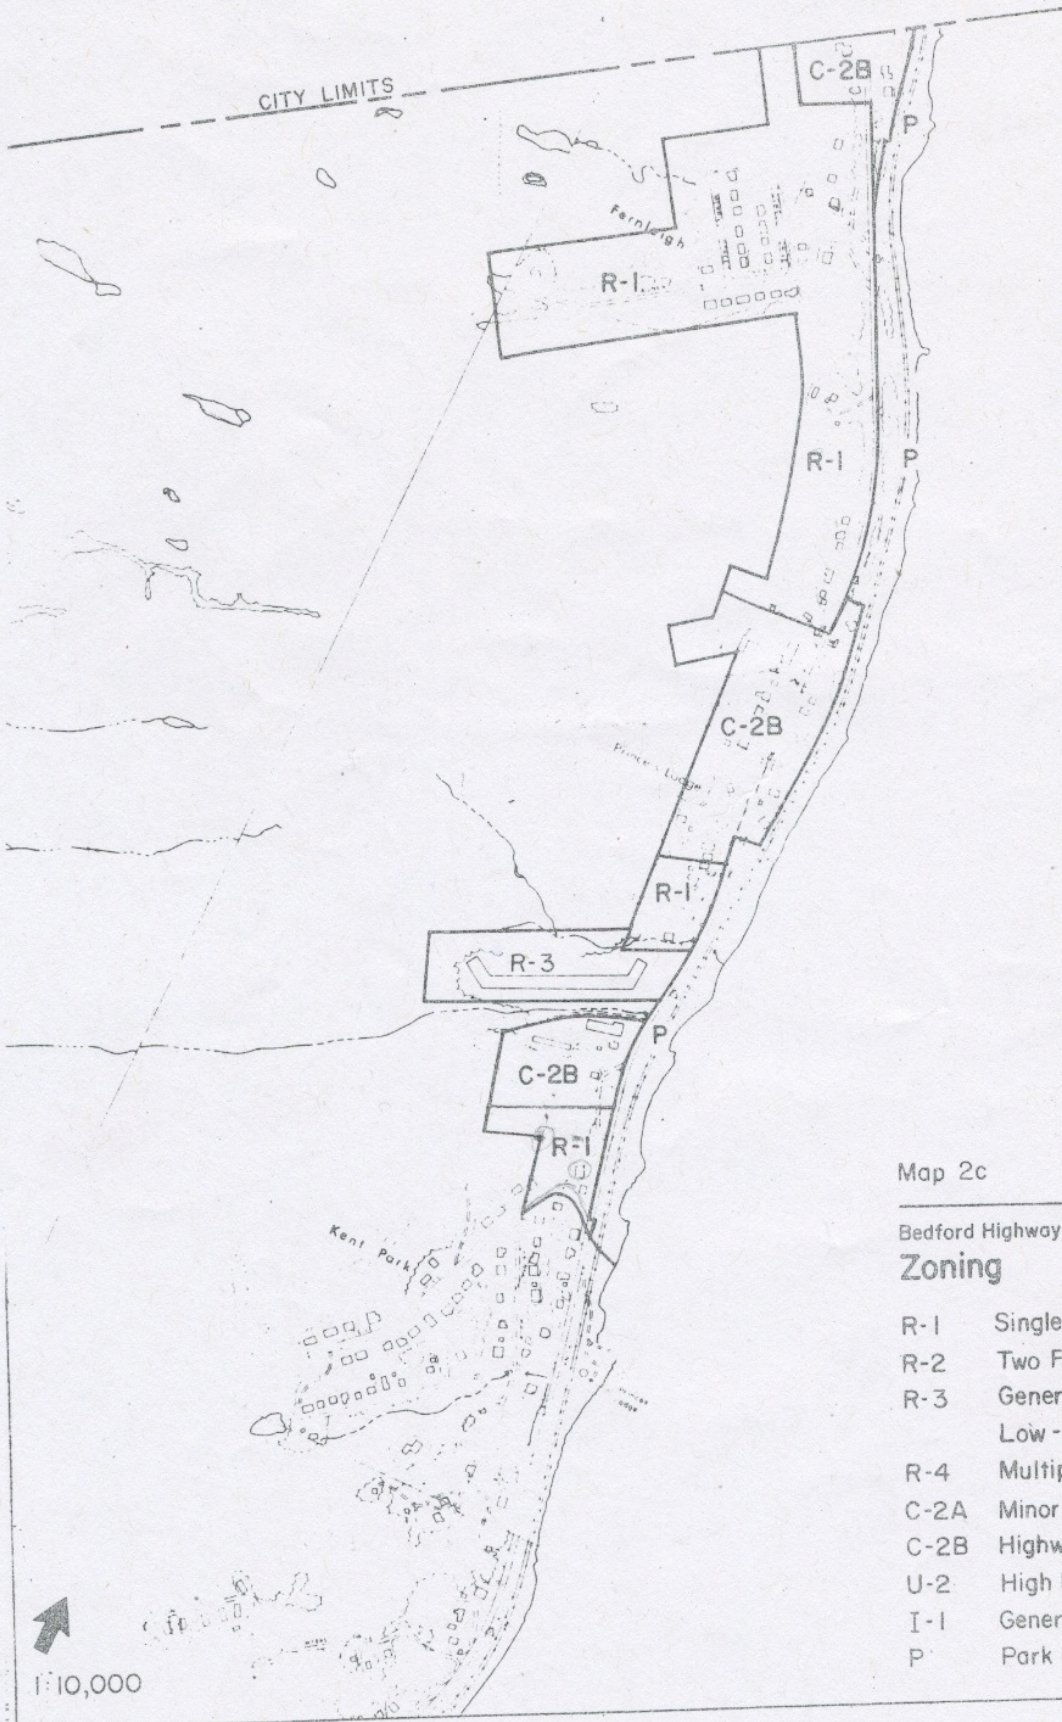 CITY LIMITS
C-2B
P
Fernleigh
R-1
R-1
P
C-2B
R-1
R-3
P
C-2B
R-1
Kent Park
Map 2c
Bedford Highway
Zoning
R-1 Single
R-2 Two F
R-3 Gener
Low-
R-4 Multip
C-2A Minor
C-2B Highw
U-2 High
I-1 Gener
P Park
1:10,000